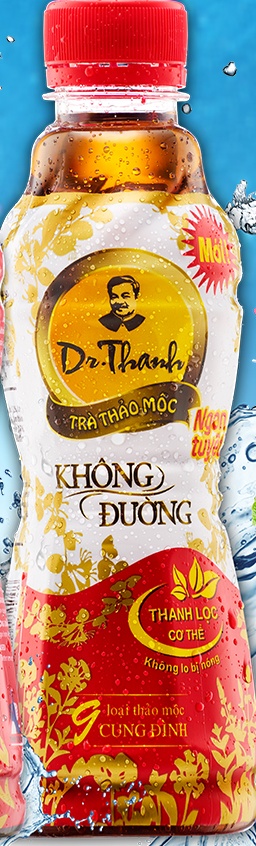 Mới
Dr. Thanh
TRÀ THẢO MỘC
Ngon
tuyệt
KHÔNG
ĐƯỜNG
THANH LỌC
CƠ THỂ
Không lo bị nóng
9 loại thảo mộc
CUNG ĐÌNH